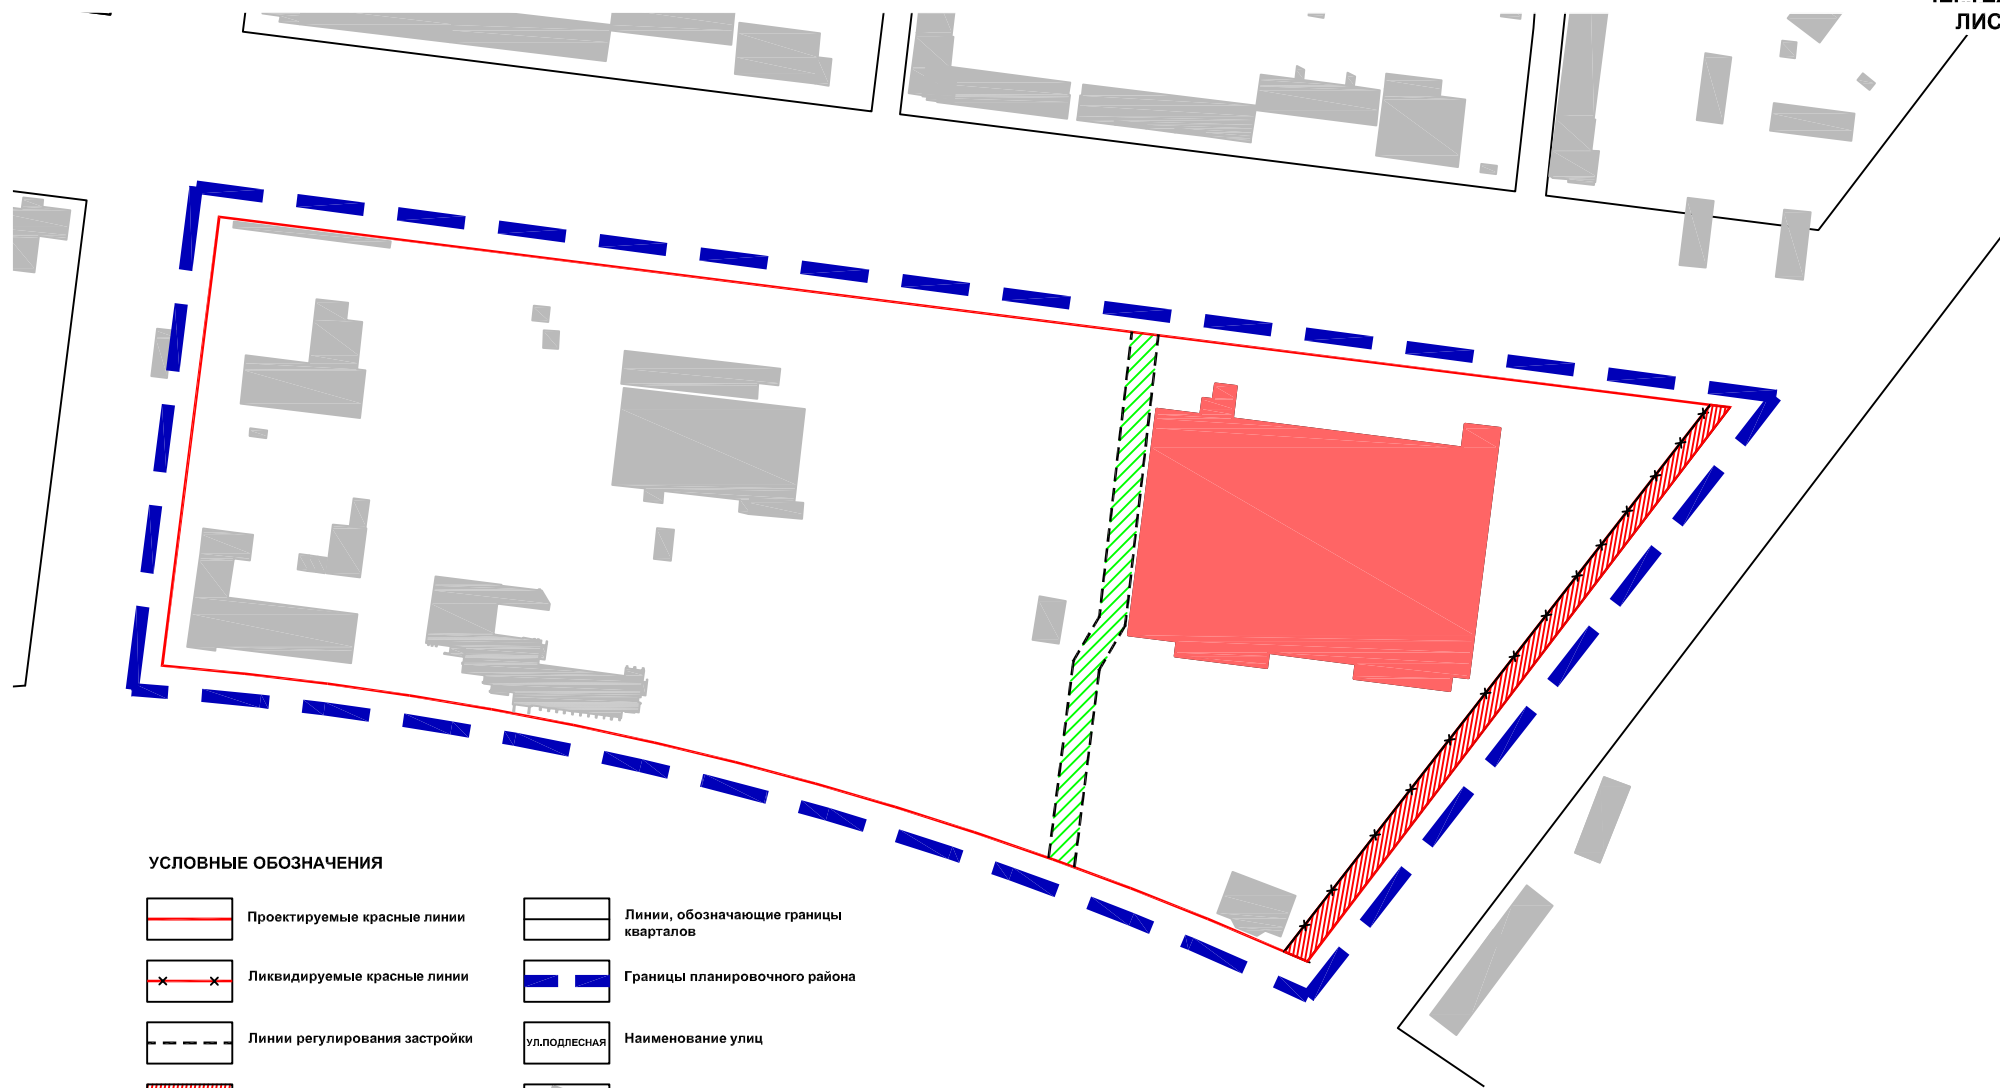 ЛИС
УСЛОВНЫЕ ОБОЗНАЧЕНИЯ
Проектируемые красные линии
Линии, обозначающие границы
кварталов
Ликвидируемые красные линии
Границы планировочного района
Линии регулирования застройки
УЛ.ПОДЛЕСНАЯ
Наименование улиц